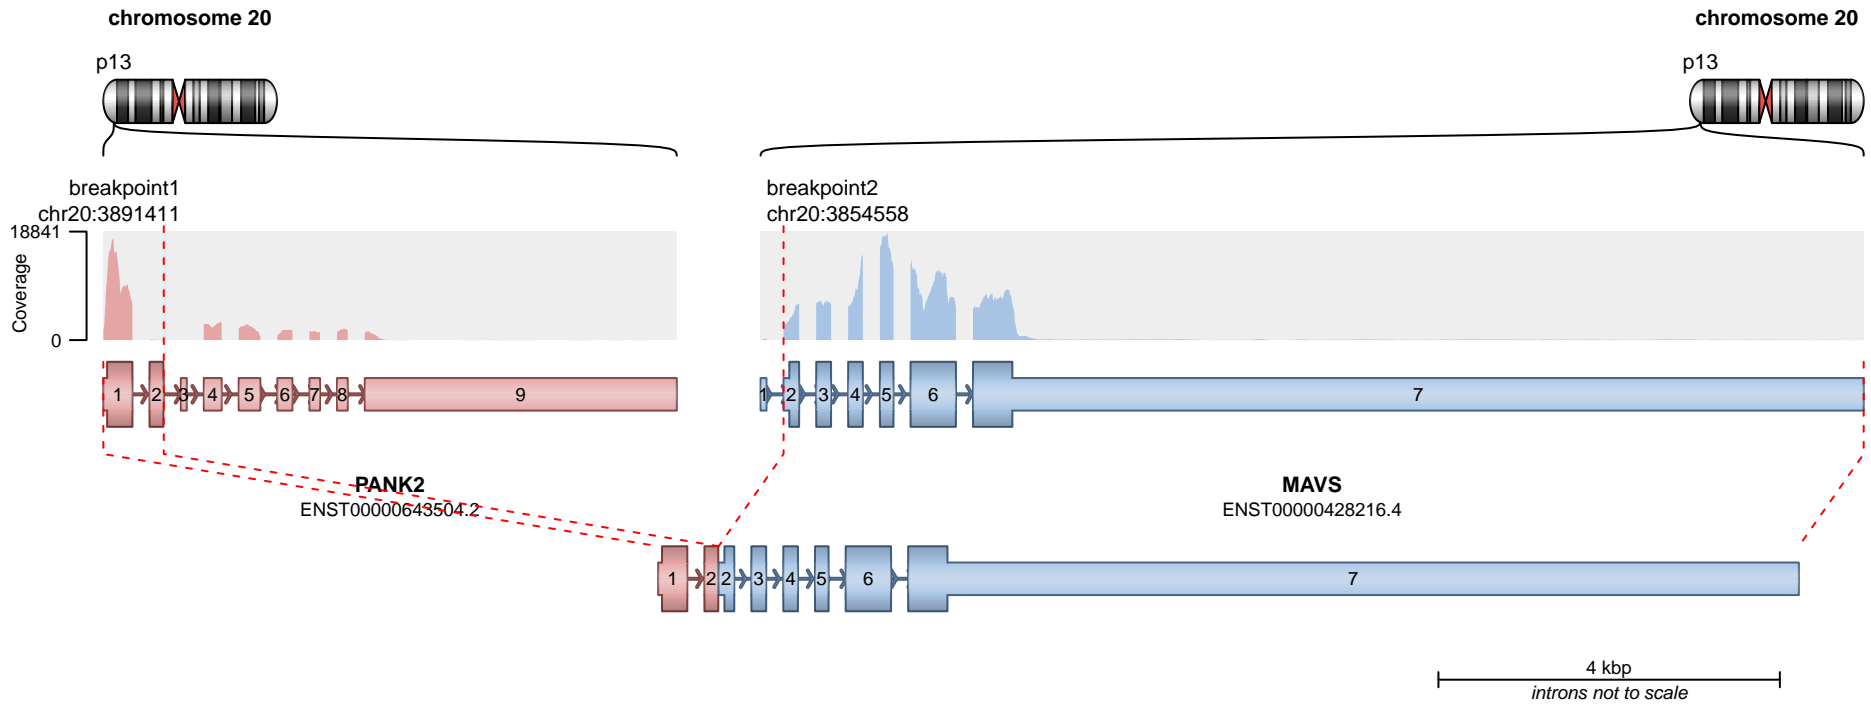 chromosome 20
chromosome 20
p13
p13
breakpoint1
chr20:3891411
breakpoint2
chr20:3854558
18841
Coverage
0
1 2 3 4 5 6 7 8 9
1 2 3 4 5 6 7
PANK2
ENST00000643504.2
MAVS
ENST00000428216.4
1 2 2 3 4 5 6 7
4 kbp
introns not to scale